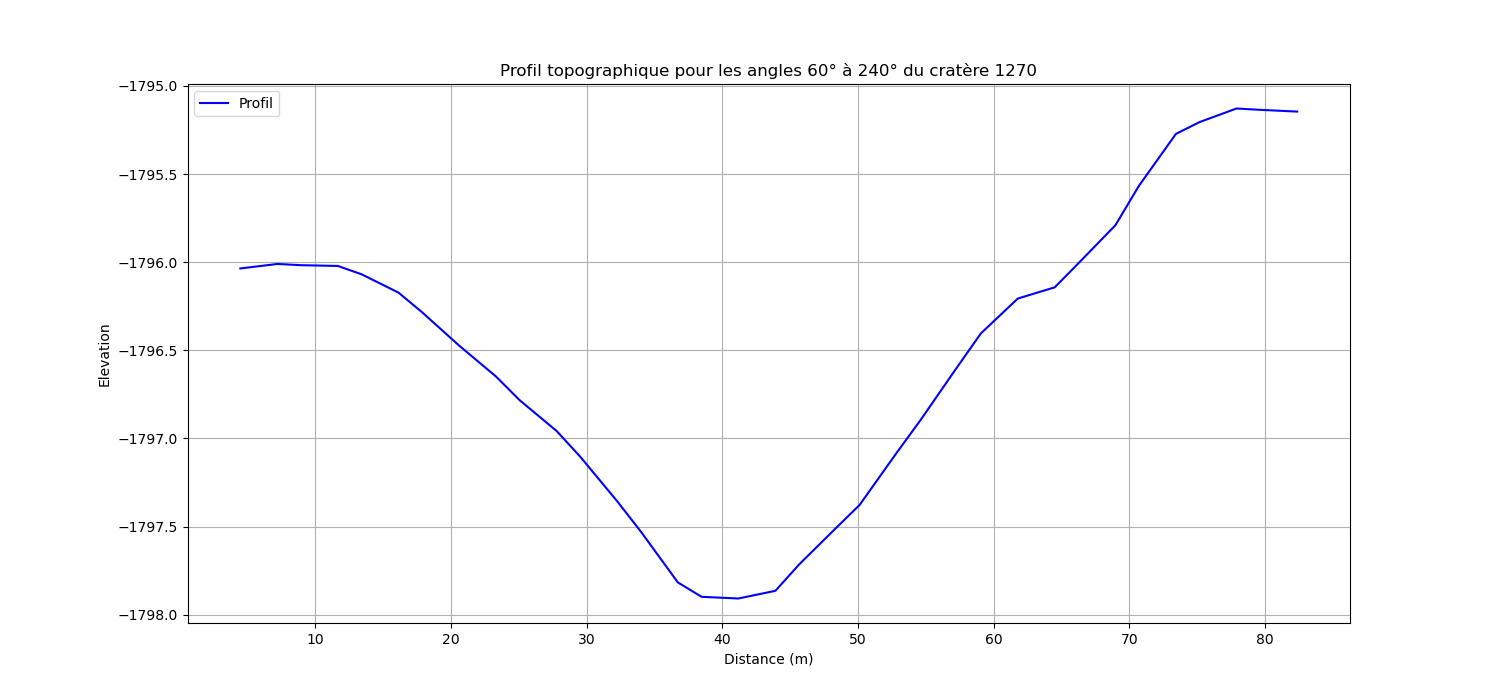 Profil topographique pour les angles 60° à 240° du cratère 1270
Profil
Elevation
−1795.0
−1795.5
−1796.0
−1796.5
−1797.0
−1797.5
−1798.0
10 20 30 40 50 60 70 80
Distance (m)